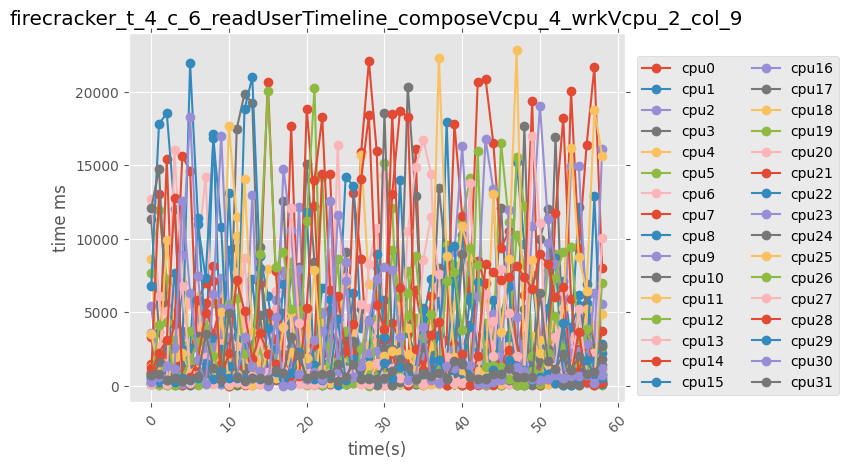 firecracker_t_4_c_6_readUserTimeline_composeVcpu_4_wrkVcpu_2_col_9
time ms
20000
15000
10000
5000
0
0
10
20
30
40
50
60
time(s)
cpu0
cpu1
cpu2
cpu3
cpu4
cpu5
cpu6
cpu7
cpu8
cpu9
cpu10
cpu11
cpu12
cpu13
cpu14
cpu15
cpu16
cpu17
cpu18
cpu19
cpu20
cpu21
cpu22
cpu23
cpu24
cpu25
cpu26
cpu27
cpu28
cpu29
cpu30
cpu31